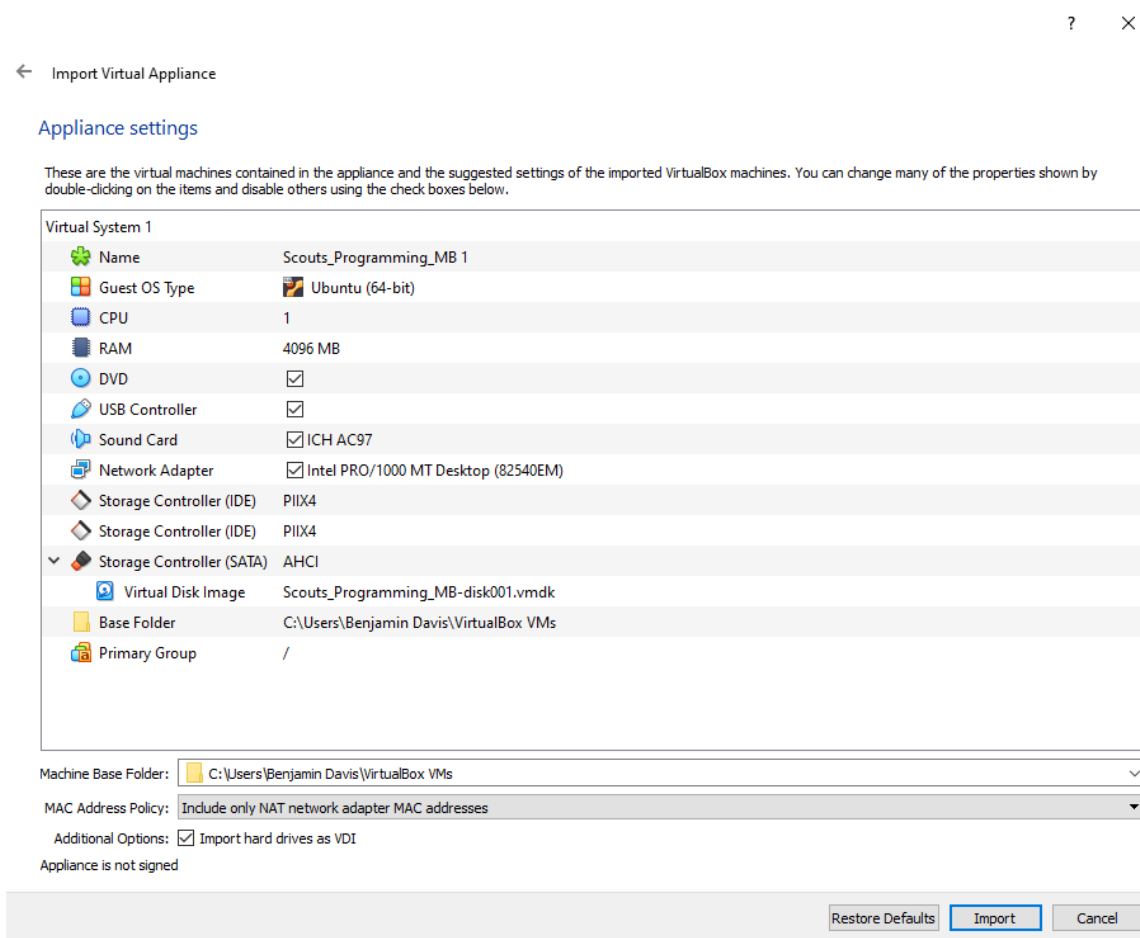 ?
Import Virtual Appliance
Appliance settings
These are the virtual machines contained in the appliance and the suggested settings of the imported VirtualBox machines. You can change many of the properties shown by
double-clicking on the items and disable others using the check boxes below.
Virtual System 1
Name Scouts_Programming_MB 1
Guest OS Type Ubuntu (64-bit)
CPU 1
RAM 4096 MB
DVD
USB Controller
Sound Card ICH AC97
Network Adapter Intel PRO/1000 MT Desktop (82540EM)
Storage Controller (IDE) PIIX4
Storage Controller (IDE) PIIX4
Storage Controller (SATA) AHCI
Virtual Disk Image Scouts_Programming_MB-disk001.vmdk
Base Folder C:\Users\Benjamin Davis\VirtualBox VMs
Primary Group /
Machine Base Folder: C:\Users\Benjamin Davis\VirtualBox VMs
MAC Address Policy: Include only NAT network adapter MAC addresses
Additional Options: Import hard drives as VDI
Appliance is not signed
Restore Defaults Import Cancel